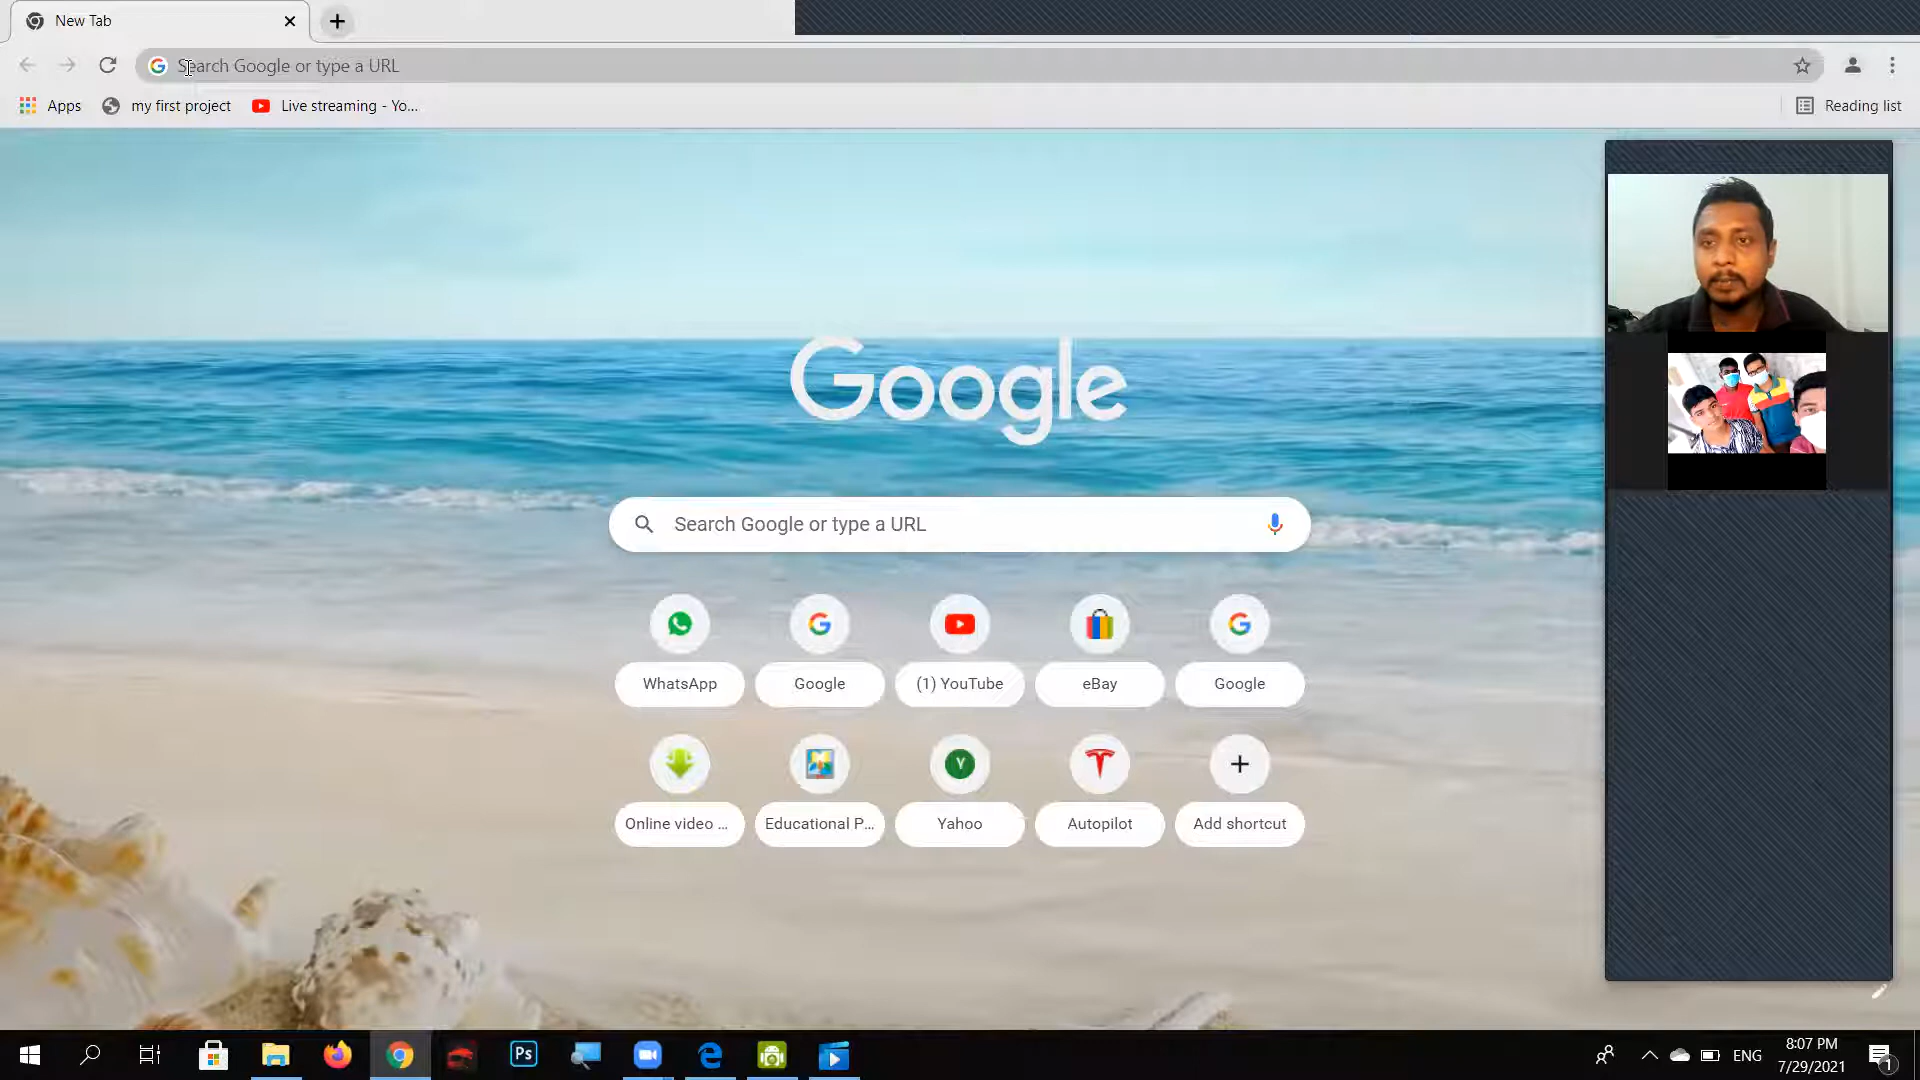 New Tab
Search Google or type a URL
Apps
my first project
Live streaming - Yo...
Reading list
Google
Search Google or type a URL
WhatsApp
Google
(1) YouTube
eBay
Google
Y
Online video ...
Educational P...
Yahoo
Autopilot
Add shortcut
Ps
ENG
8:07 PM
7/29/2021
1